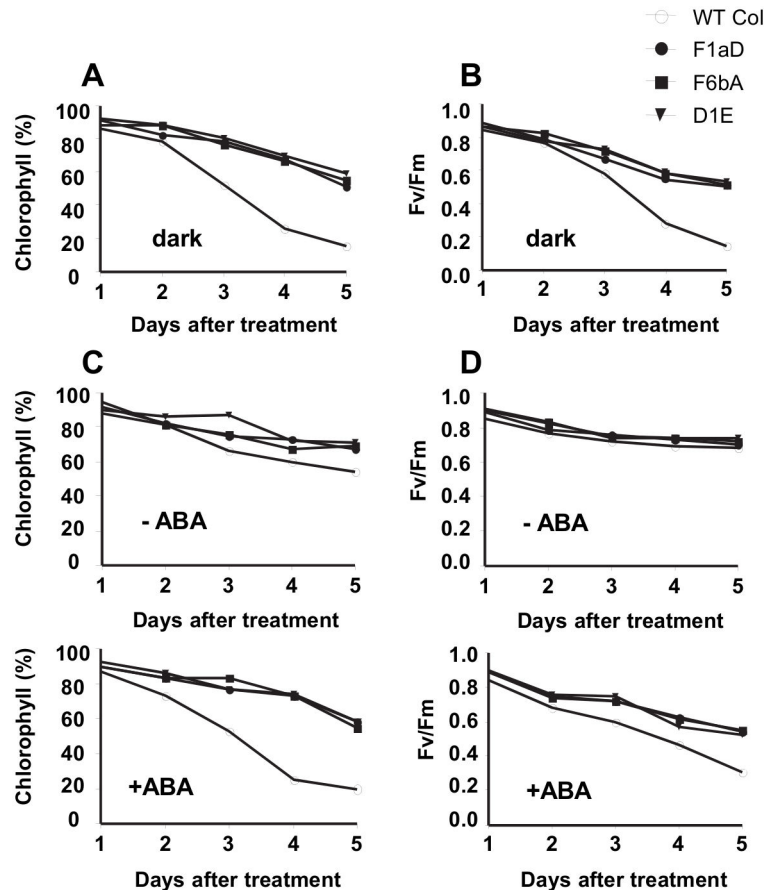 WT Col
F1aD
F6bA
D1E
A
Chlorophyll (%)
100
80
60
40
20
0
dark
1 2 3 4 5
Days after treatment
B
Fv/Fm
1.0
0.8
0.6
0.4
0.2
0.0
dark
1 2 3 4 5
Days after treatment
C
Chlorophyll (%)
100
80
60
40
20
0
- ABA
1 2 3 4 5
Days after treatment
D
Fv/Fm
1.0
0.8
0.6
0.4
0.2
0.0
- ABA
1 2 3 4 5
Days after treatment
Chlorophyll (%)
100
80
60
40
20
0
+ABA
1 2 3 4 5
Days after treatment
Fv/Fm
1.0
0.8
0.6
0.4
0.2
0.0
+ABA
1 2 3 4 5
Days after treatment